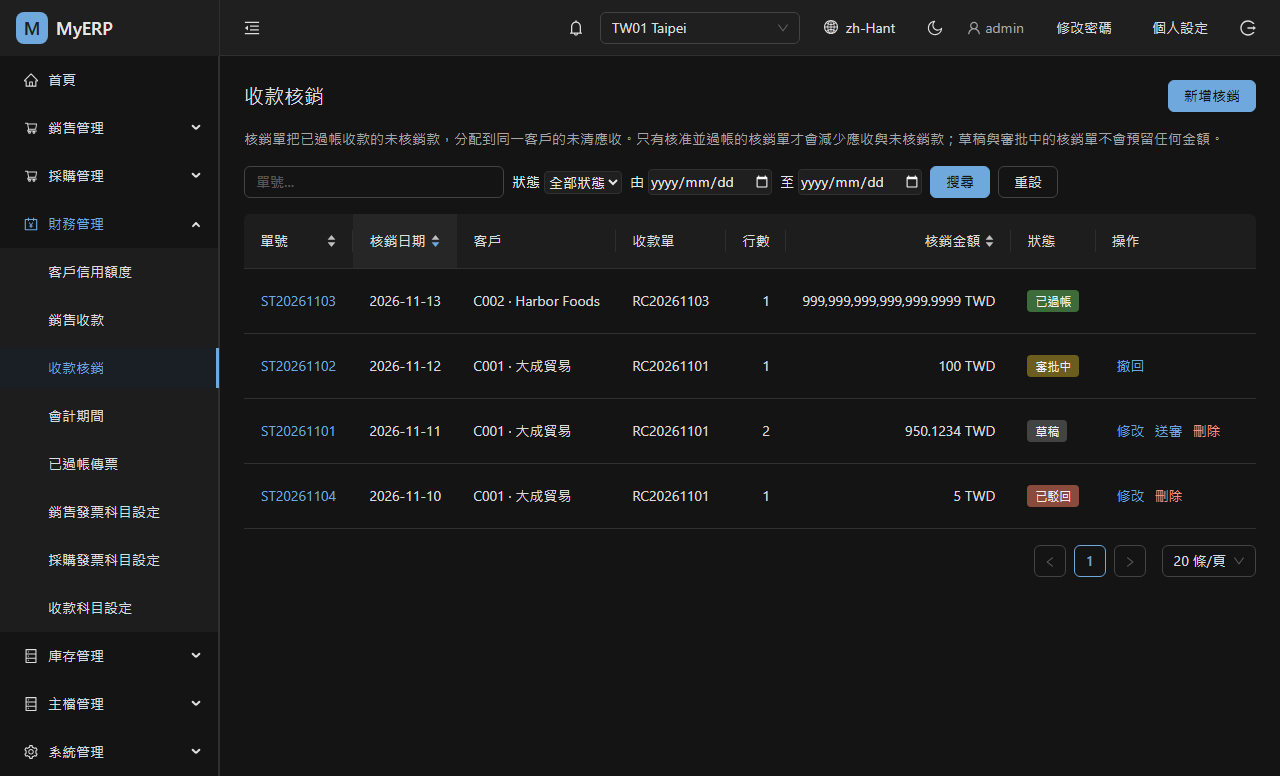 M MyERP
TW01 Taipei
zh-Hant
admin
修改密碼
個人設定
首頁
銷售管理
採購管理
財務管理
客戶信用額度
銷售收款
收款核銷
會計期間
已過帳傳票
銷售發票科目設定
採購發票科目設定
收款科目設定
庫存管理
主檔管理
系統管理
收款核銷
新增核銷
核銷單把已過帳收款的未核銷款，分配到同一客戶的未清應收。只有核准並過帳的核銷單才會減少應收與未核銷款；草稿與審批中的核銷單不會預留任何金額。
單號... 狀態 全部狀態 由 yyyy/mm/dd 至 yyyy/mm/dd 搜尋 重設
單號 核銷日期 客戶 收款單 行數 核銷金額 狀態 操作
ST20261103 2026-11-13 C002 · Harbor Foods RC20261103 1 999,999,999,999,999.9999 TWD 已過帳
ST20261102 2026-11-12 C001 · 大成貿易 RC20261101 1 100 TWD 審批中 撤回
ST20261101 2026-11-11 C001 · 大成貿易 RC20261101 2 950.1234 TWD 草稿 修改 送審 刪除
ST20261104 2026-11-10 C001 · 大成貿易 RC20261101 1 5 TWD 已駁回 修改 刪除
< 1 > 20 條/頁